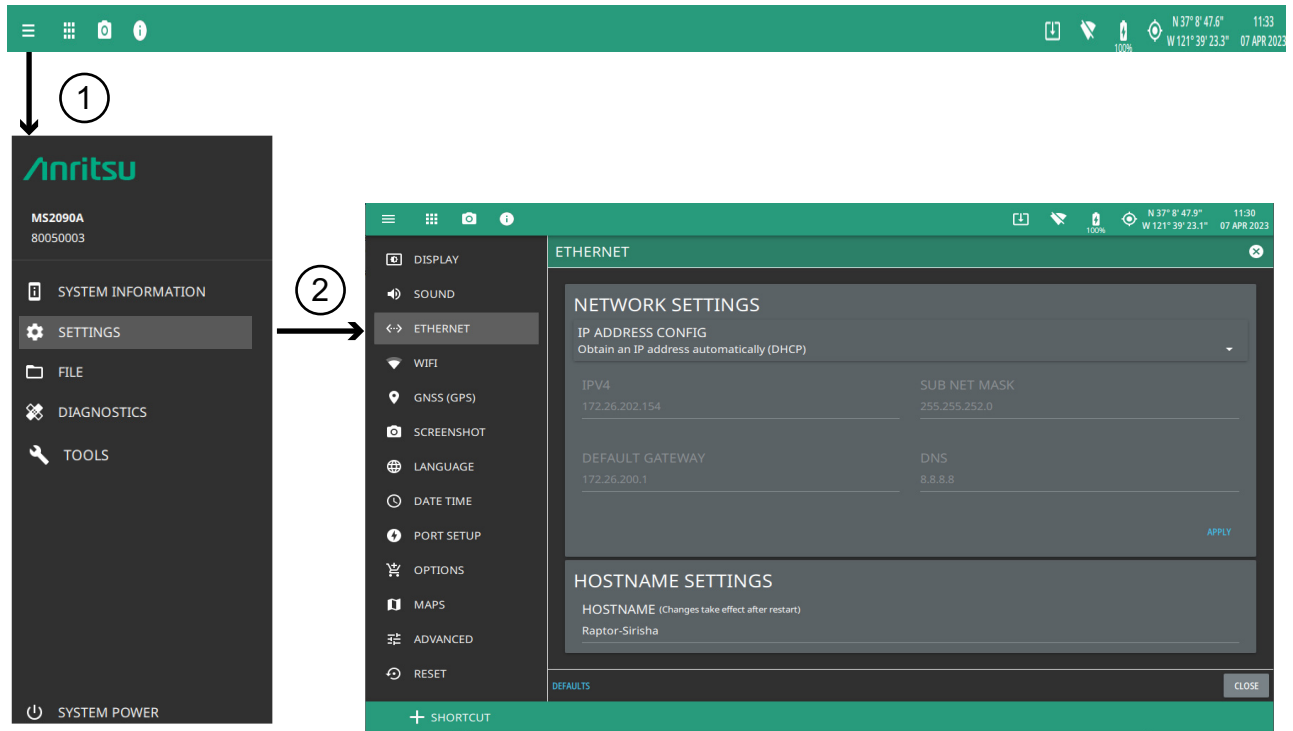 100%
N 37° 8' 47.6"
W 121° 39' 23.3"
11:33
07 APR 2023
1
Anritsu
MS2090A
80050003
SYSTEM INFORMATION
SETTINGS
FILE
DIAGNOSTICS
TOOLS
SYSTEM POWER
2
100%
N 37° 8' 47.9"
W 121° 39' 23.1"
11:30
07 APR 2023
DISPLAY
SOUND
ETHERNET
WIFI
GNSS (GPS)
SCREENSHOT
LANGUAGE
DATE TIME
PORT SETUP
OPTIONS
MAPS
ADVANCED
RESET
SHORTCUT
ETHERNET
NETWORK SETTINGS
IP ADDRESS CONFIG
Obtain an IP address automatically (DHCP)
IPV4
172.26.202.154
SUB NET MASK
255.255.252.0
DEFAULT GATEWAY
172.26.200.1
DNS
8.8.8.8
APPLY
HOSTNAME SETTINGS
HOSTNAME (Changes take effect after restart)
Raptor-Sirisha
DEFAULTS
CLOSE